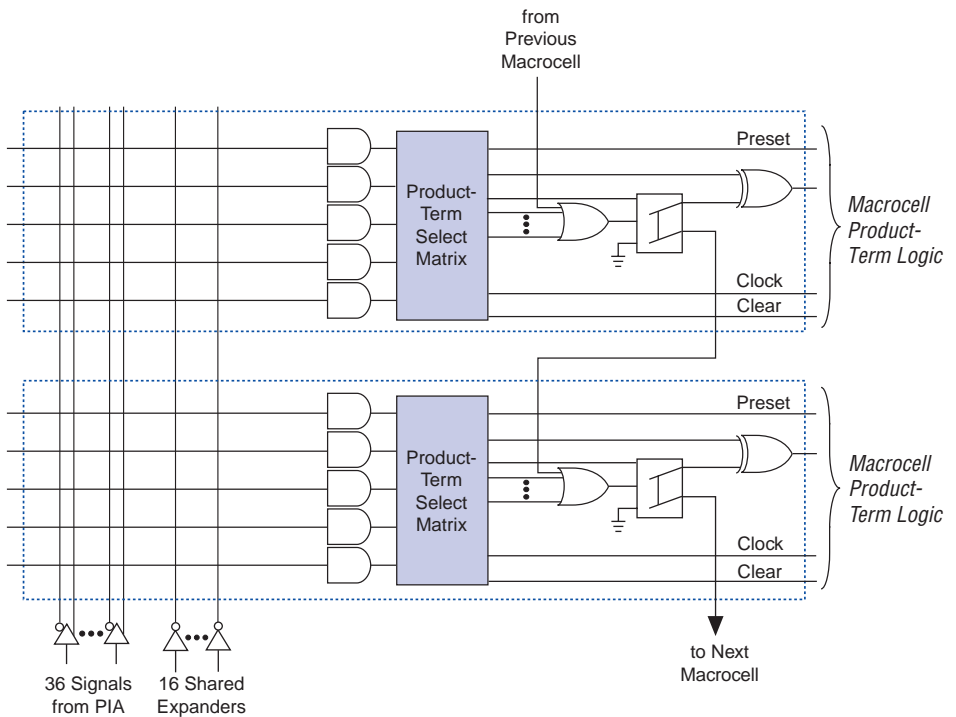 from
Previous
Macrocell
Preset
Product-
Term
Select
Matrix
Macrocell
Product-
Term Logic
Clock
Clear
Preset
Product-
Term
Select
Matrix
Macrocell
Product-
Term Logic
Clock
Clear
to Next
Macrocell
36 Signals
from PIA
16 Shared
Expanders